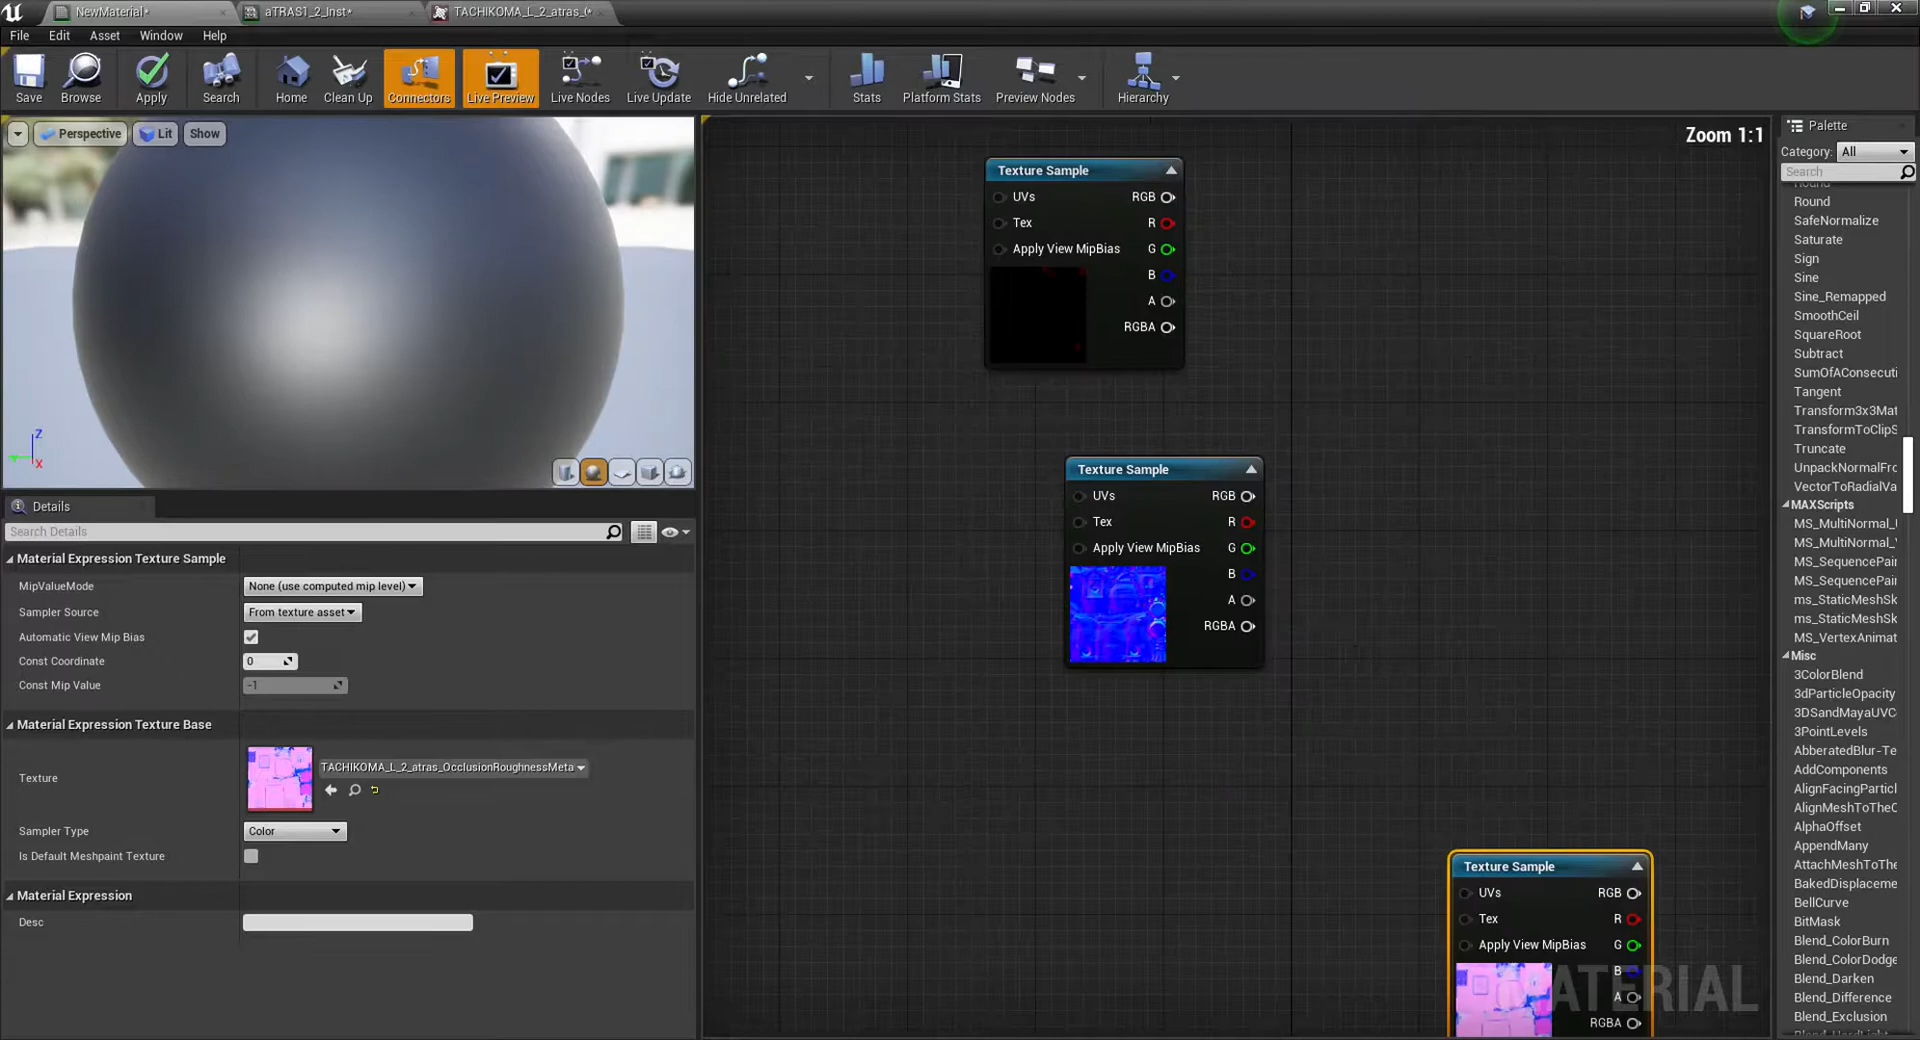 NewMaterial*
aTRAS1_2_Inst*
TACHIKOMA_L_2_atras_(*
File
Edit
Asset
Window
Help
Save
Browse
Apply
Search
Home
Clean Up
Connectors
Live Preview
Live Nodes
Live Update
Hide Unrelated
Stats
Platform Stats
Preview Nodes
Hierarchy
Perspective
Lit
Show
Z
X
Details
Search Details
Material Expression Texture Sample
MipValueMode
None (use computed mip level)
Sampler Source
From texture asset
Automatic View Mip Bias
Const Coordinate
0
Const Mip Value
-1
Material Expression Texture Base
Texture
TACHIKOMA_L_2_atras_OcclusionRoughnessMeta
Sampler Type
Color
Is Default Meshpaint Texture
Material Expression
Desc
Zoom 1:1
Texture Sample
UVs
RGB
Tex
R
Apply View MipBias
G
B
A
RGBA
Texture Sample
UVs
RGB
Tex
R
Apply View MipBias
G
B
A
RGBA
Texture Sample
UVs
RGB
Tex
R
Apply View MipBias
G
B
A
RGBA
MATERIAL
Palette
Category:
All
Search
Round
SafeNormalize
Saturate
Sign
Sine
Sine_Remapped
SmoothCeil
SquareRoot
Subtract
SumOfAConsecuti
Tangent
Transform3x3Mat
TransformToClipS
Truncate
UnpackNormalFro
VectorToRadialVa
MAXScripts
MS_MultiNormal_
MS_MultiNormal_
MS_SequencePair
MS_SequencePair
ms_StaticMeshSk
ms_StaticMeshSk
MS_VertexAnimat
Misc
3ColorBlend
3dParticleOpacity
3DSandMayaUVC
3PointLevels
AbberatedBlur-Te
AddComponents
AlignFacingParticl
AlignMeshToTheC
AlphaOffset
AppendMany
AttachMeshToThe
BakedDisplaceme
BellCurve
BitMask
Blend_ColorBurn
Blend_ColorDodge
Blend_Darken
Blend_Difference
Blend_Exclusion